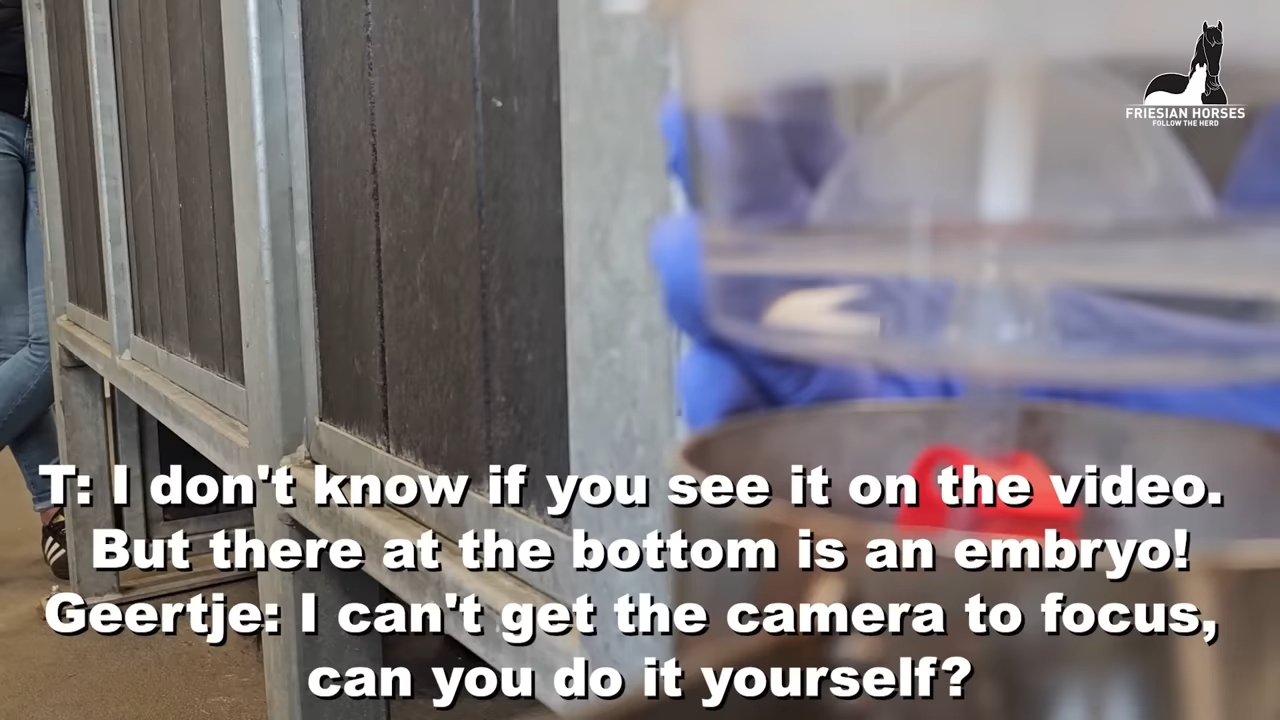 FRIESIAN HORSES
FOLLOW THE HERD
T: I don't know if you see it on the video.
But there at the bottom is an embryo!
Geertje: I can't get the camera to focus,
can you do it yourself?